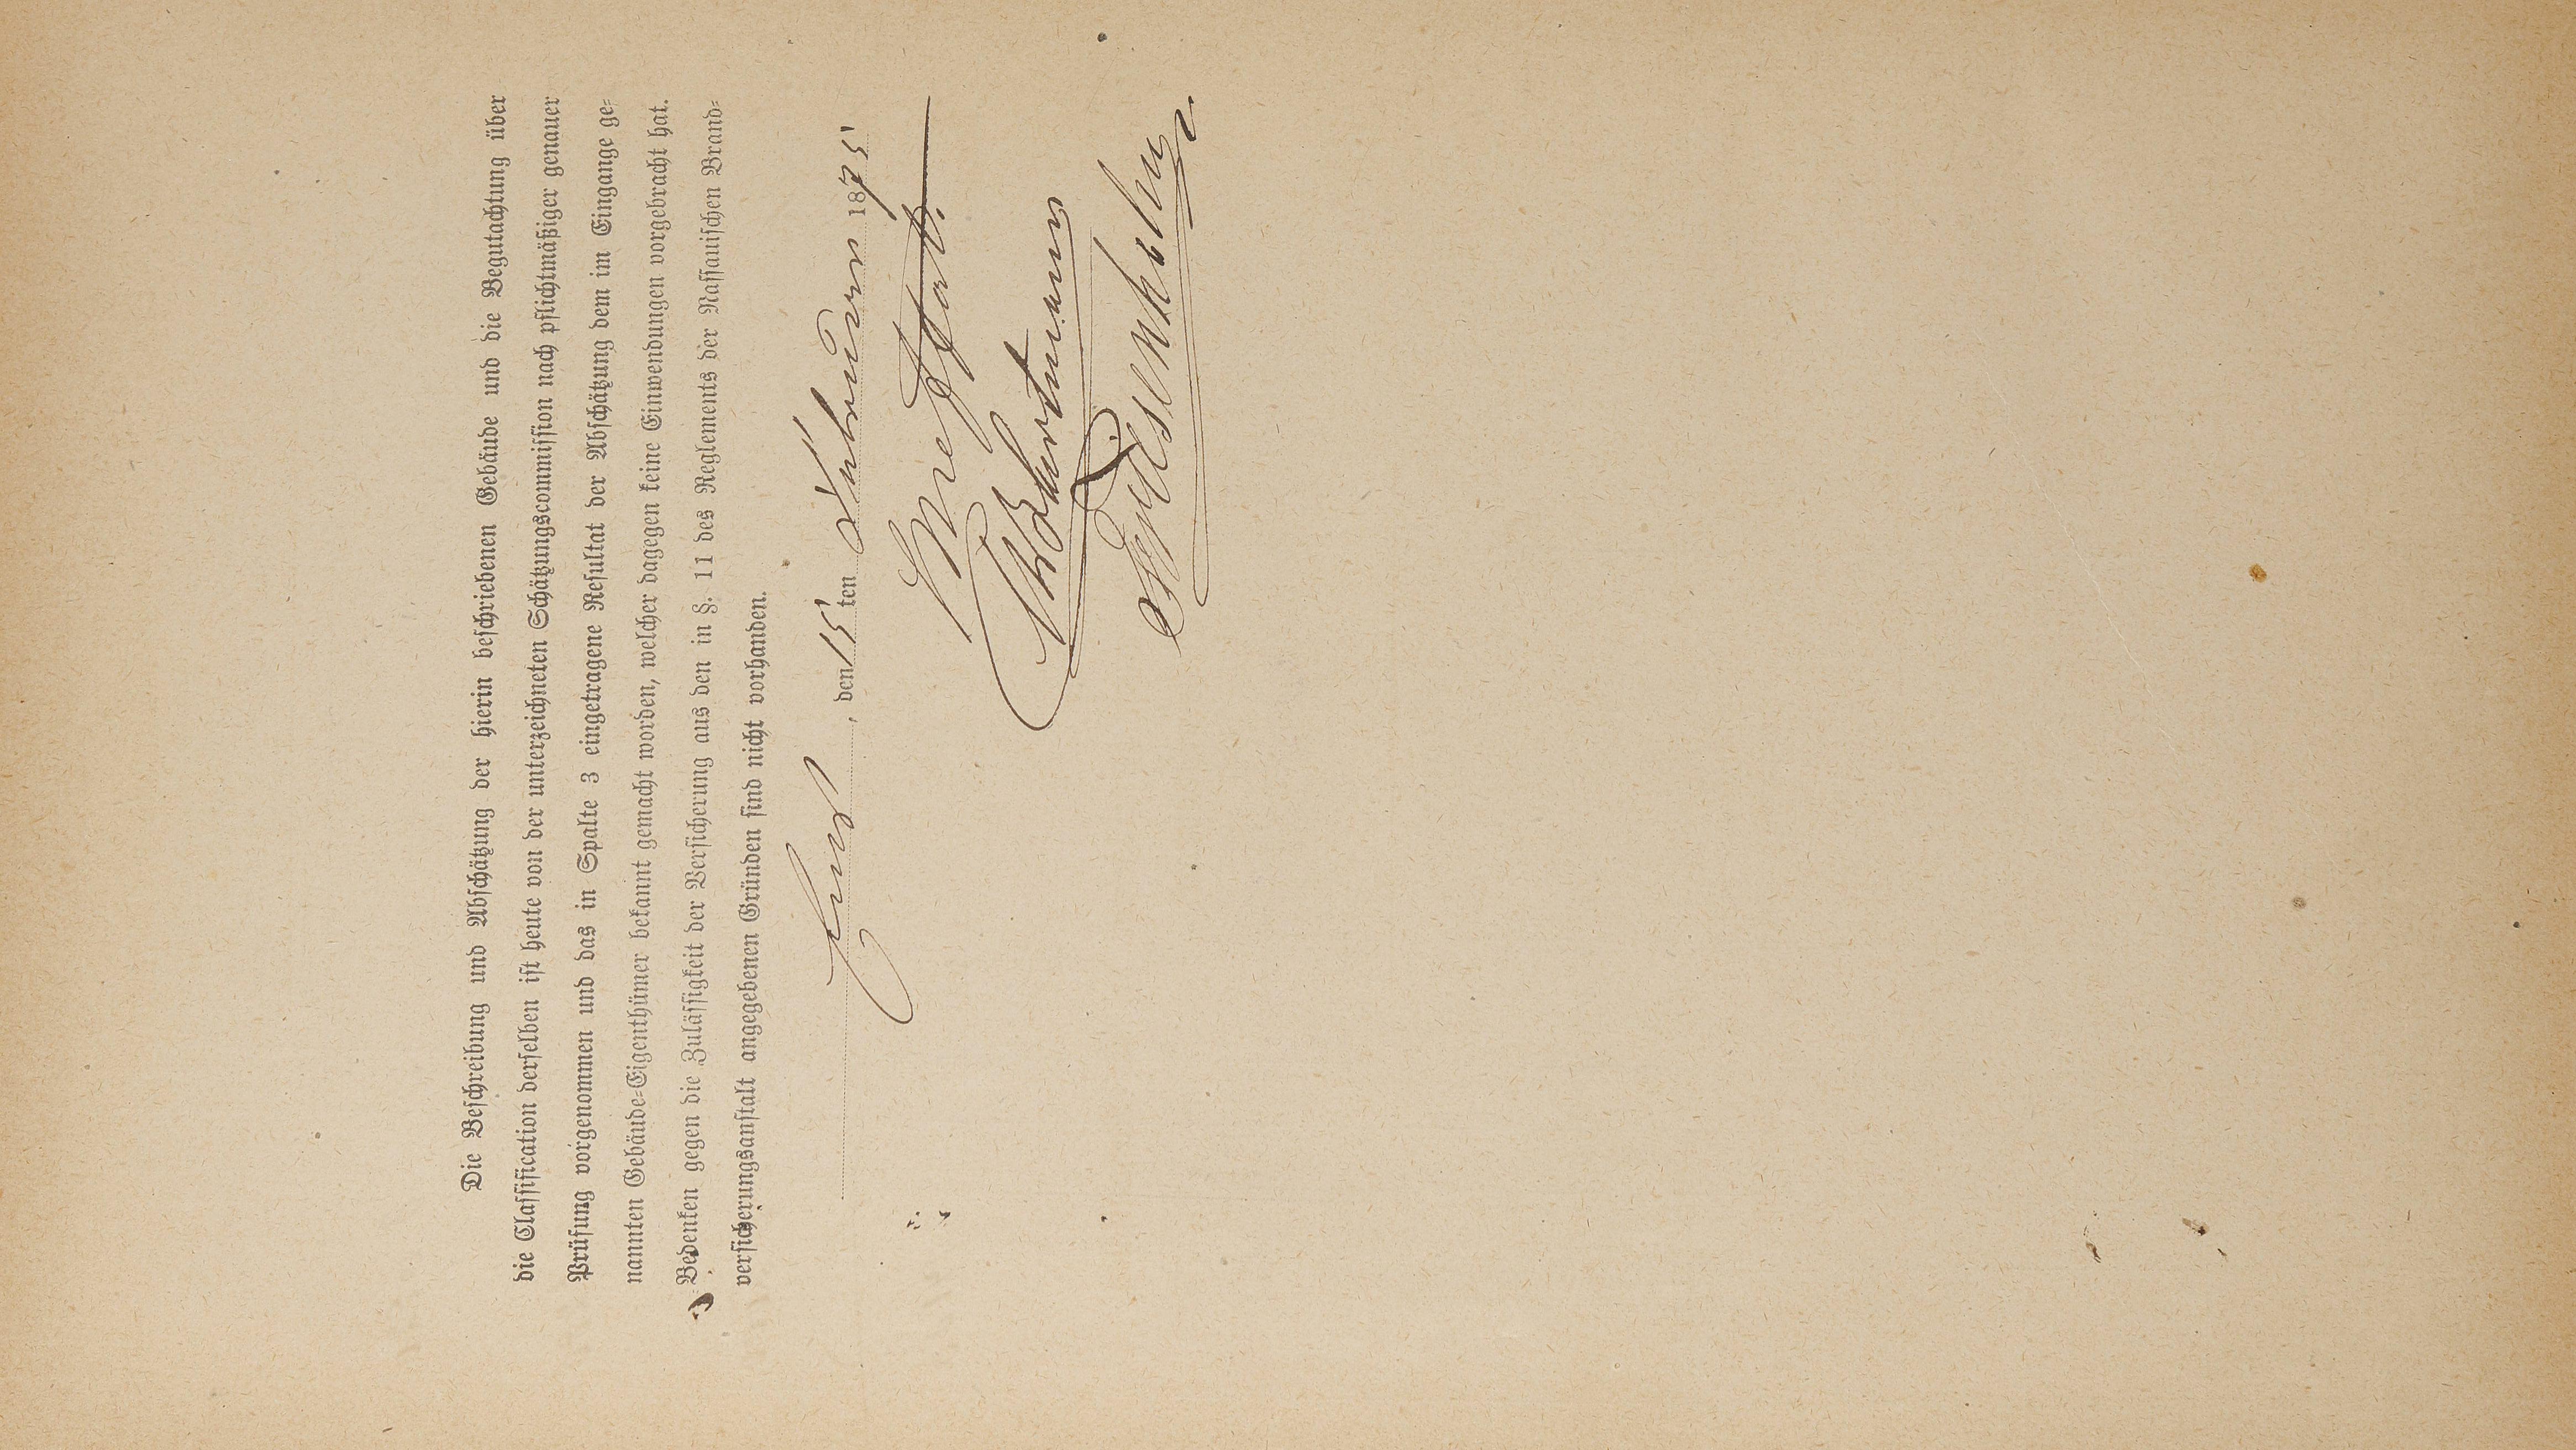 Die Beschreibung und Abschätzung der hierin beschriebenen Gebäude und die Begutachtung über
die Classification derselben ist heute von der unterzeichneten Schätzungscommission nach pflichtmäßiger genauer
Prüfung vorgenommen und das in Spalte 3 eingetragene Resultat der Abschätzung dem im Eingange ge=
nannten Gebäude=Eigenthümer bekannt gemacht worden, welcher dagegen keine Einwendungen vorgebracht hat.
Bedenken gegen die Zulässigkeit der Versicherung aus den in §. 11 des Reglements der Nassauischen Brand=
versicherungsanstalt angegebenen Gründen sind nicht vorhanden.
, den 15 ten Februar 1875